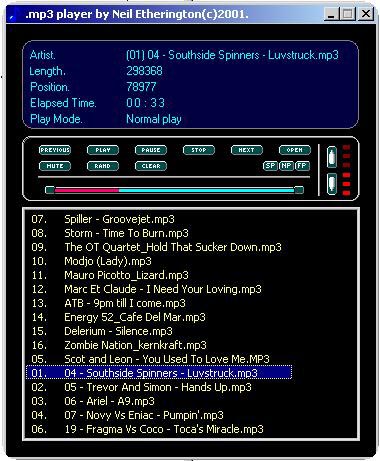 .mp3 player by Neil Etherington(c)2001.
Artist. (01) 04 - Southside Spinners - Luvstruck.mp3
Length. 298368
Position. 78977
Elapsed Time. 00 : 33
Play Mode. Normal play
PREVIOUS PLAY PAUSE STOP NEXT OPEN
MUTE RAND CLEAR SP NP FP
07. Spiller - Groovejet.mp3
08. Storm - Time To Burn.mp3
09. The OT Quartet_Hold That Sucker Down.mp3
10. Modjo (Lady).mp3
11. Mauro Picotto_Lizard.mp3
12. Marc Et Claude - I Need Your Loving.mp3
13. ATB - 9pm till I come.mp3
14. Energy 52_Cafe Del Mar.mp3
15. Delerium - Silence.mp3
16. Zombie Nation_kernkraft.mp3
05. Scot and Leon - You Used To Love Me.MP3
01. 04 - Southside Spinners - Luvstruck.mp3
02. 05 - Trevor And Simon - Hands Up.mp3
03. 06 - Ariel - A9.mp3
04. 07 - Novy Vs Eniac - Pumpin'.mp3
06. 19 - Fragma Vs Coco - Toca's Miracle.mp3